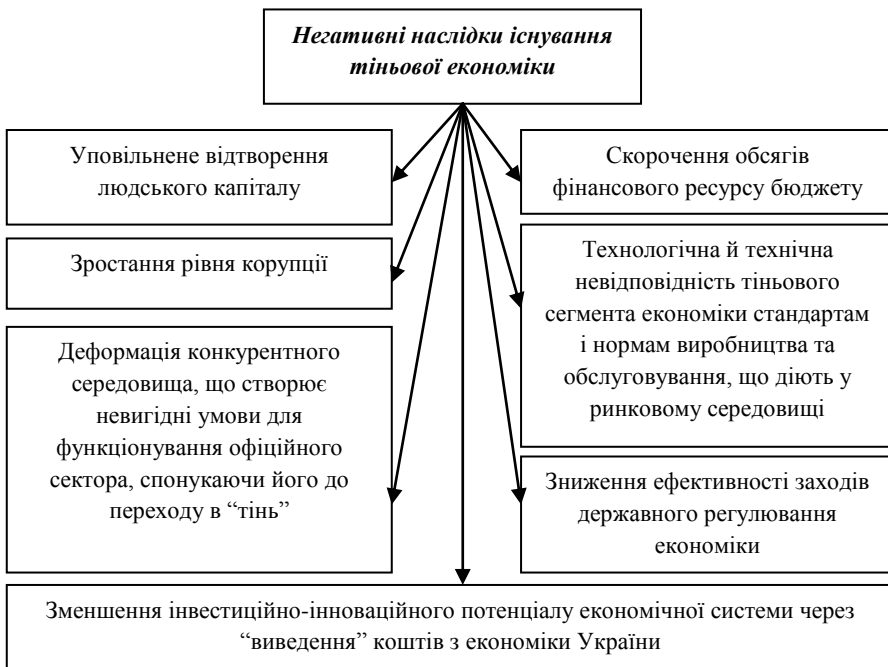 Негативні наслідки існування
тіньової економіки
Уповільнене відтворення
людського капіталу
Скорочення обсягів
фінансового ресурсу бюджету
Зростання рівня корупції
Технологічна й технічна
невідповідність тіньового
сегмента економіки стандартам
і нормам виробництва та
обслуговування, що діють у
ринковому середовищі
Деформація конкурентного
середовища, що створює
невигідні умови для
функціонування офіційного
сектора, спонукаючи його до
переходу в “тінь”
Зниження ефективності заходів
державного регулювання
економіки
Зменшення інвестиційно-інноваційного потенціалу економічної системи через
“виведення” коштів з економіки України